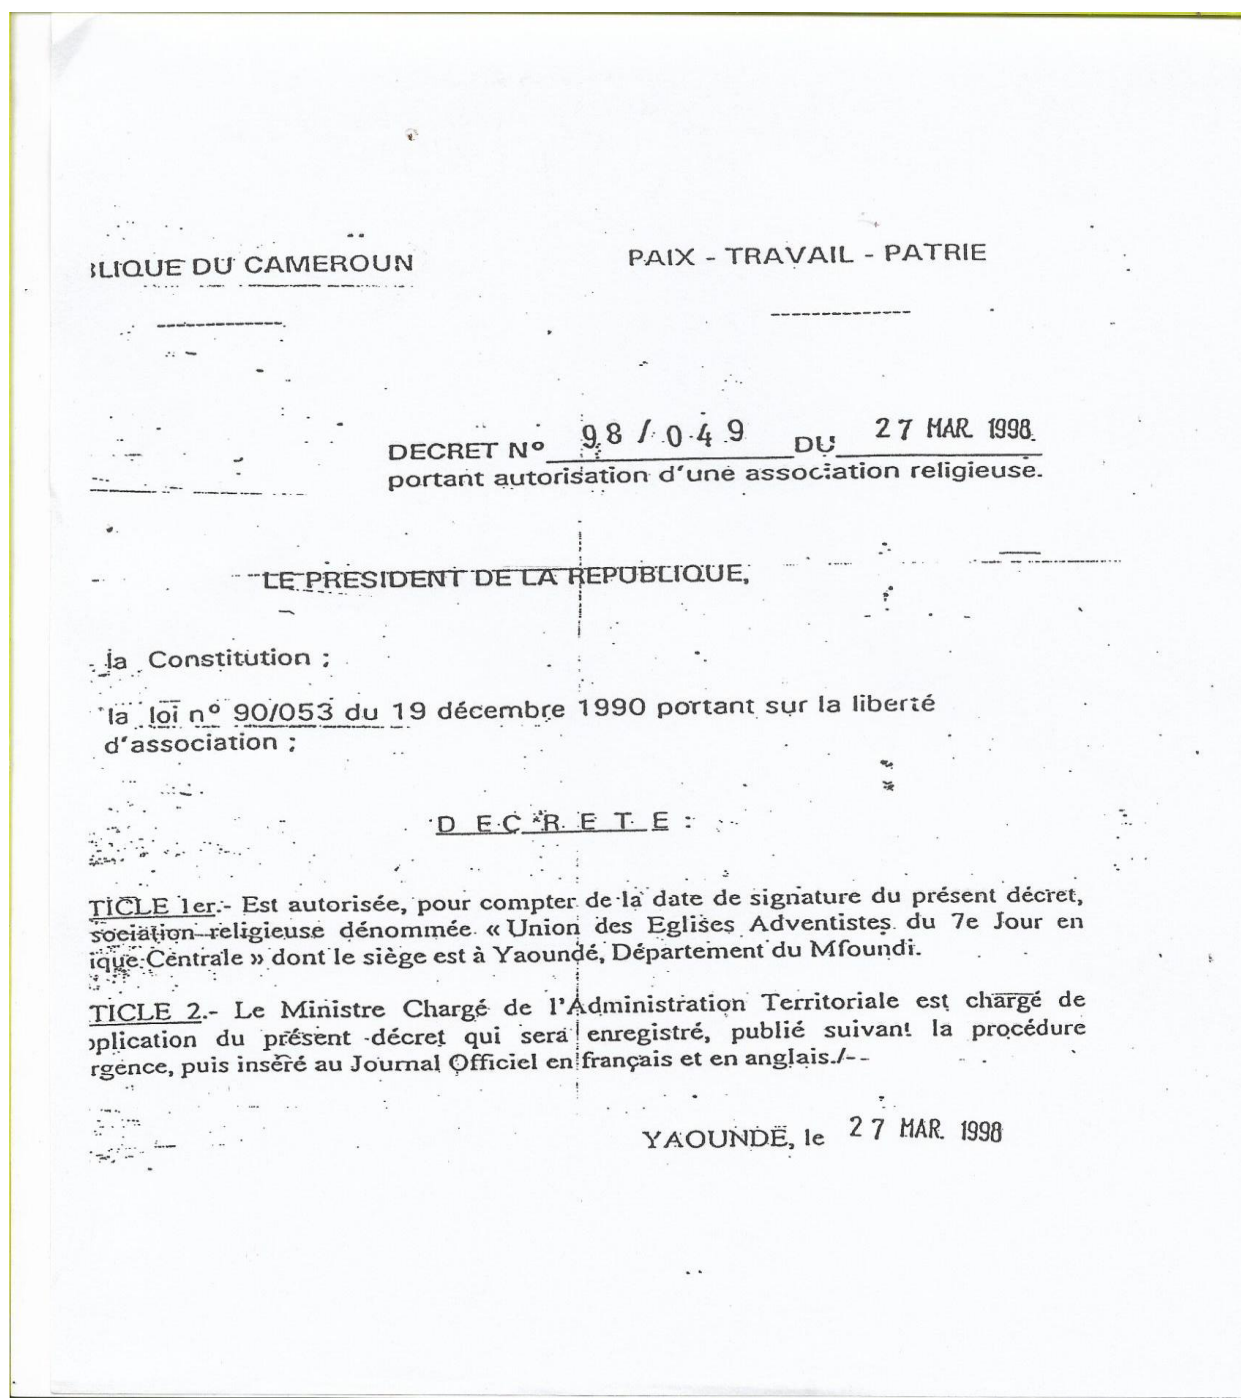 BLIQUE DU CAMEROUN
PAIX - TRAVAIL - PATRIE
DECRET Nº 98/049 DU 27 MAR. 1998
portant autorisation d'une association religieuse.
LE PRESIDENT DE LA REPUBLIQUE,
la Constitution ;
la loi nº 90/053 du 19 décembre 1990 portant sur la liberté
d'association ;
D E C R E T E :
TICLE 1er.- Est autorisée, pour compter de la date de signature du présent décret,
sociation religieuse dénommée « Union des Eglises Adventistes du 7e Jour en
ique Centrale » dont le siège est à Yaoundé, Département du Mfoundi.
TICLE 2.- Le Ministre Chargé de l'Administration Territoriale est chargé de
pplication du présent décret qui sera enregistré, publié suivant la procédure
rgence, puis inséré au Journal Officiel en français et en anglais./--
YAOUNDE, le 27 MAR. 1998